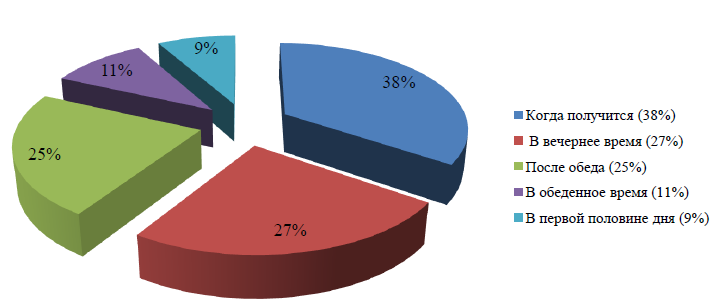 9%
11%
38%
25%
27%
Когда получится (38%)
В вечернее время (27%)
После обеда (25%)
В обеденное время (11%)
В первой половине дня (9%)